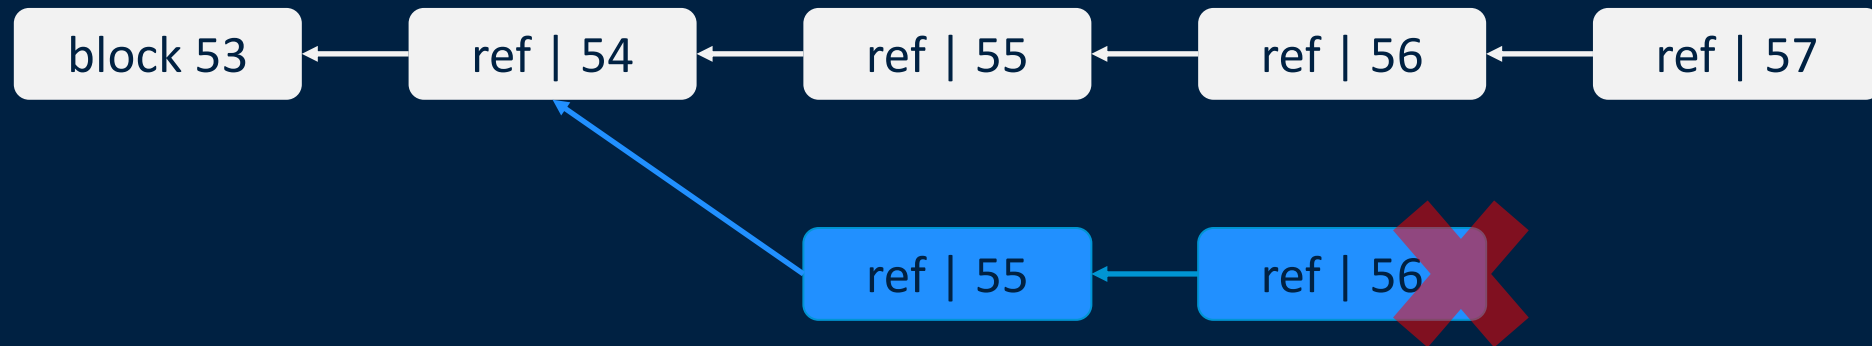 block 53
ref | 54
ref | 55
ref | 56
ref | 57
ref | 55
ref | 56